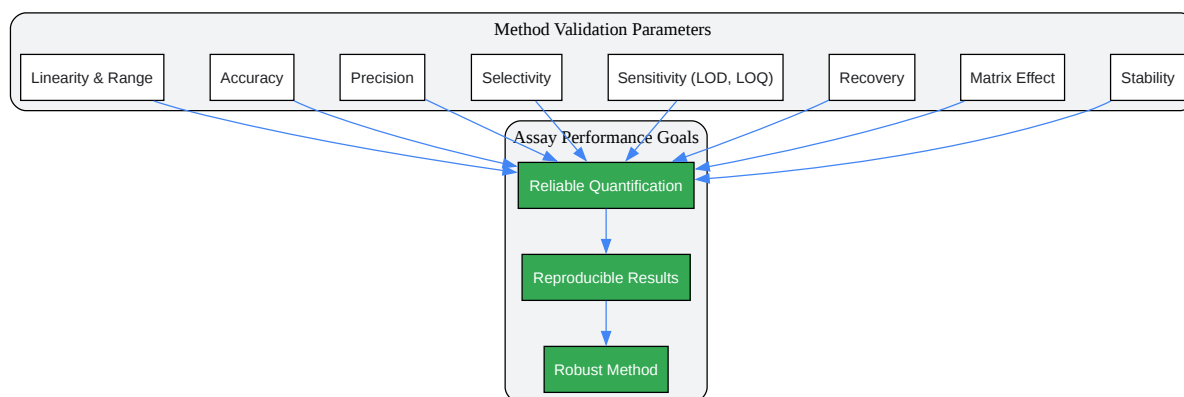 Method Validation Parameters
Linearity & Range
Accuracy
Precision
Selectivity
Sensitivity (LOD, LOQ)
Recovery
Matrix Effect
Stability
Assay Performance Goals
Reliable Quantification
Reproducible Results
Robust Method